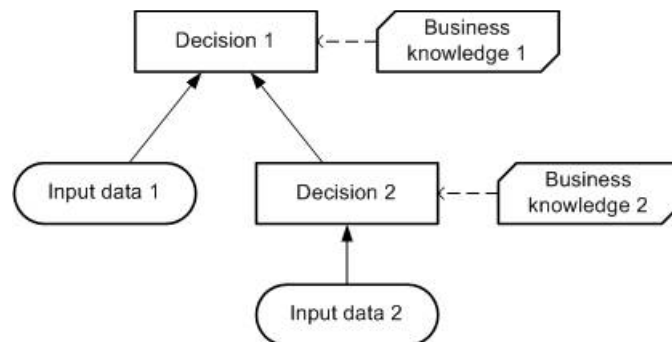 Decision 1
Business
knowledge 1
Input data 1
Decision 2
Business
knowledge 2
Input data 2